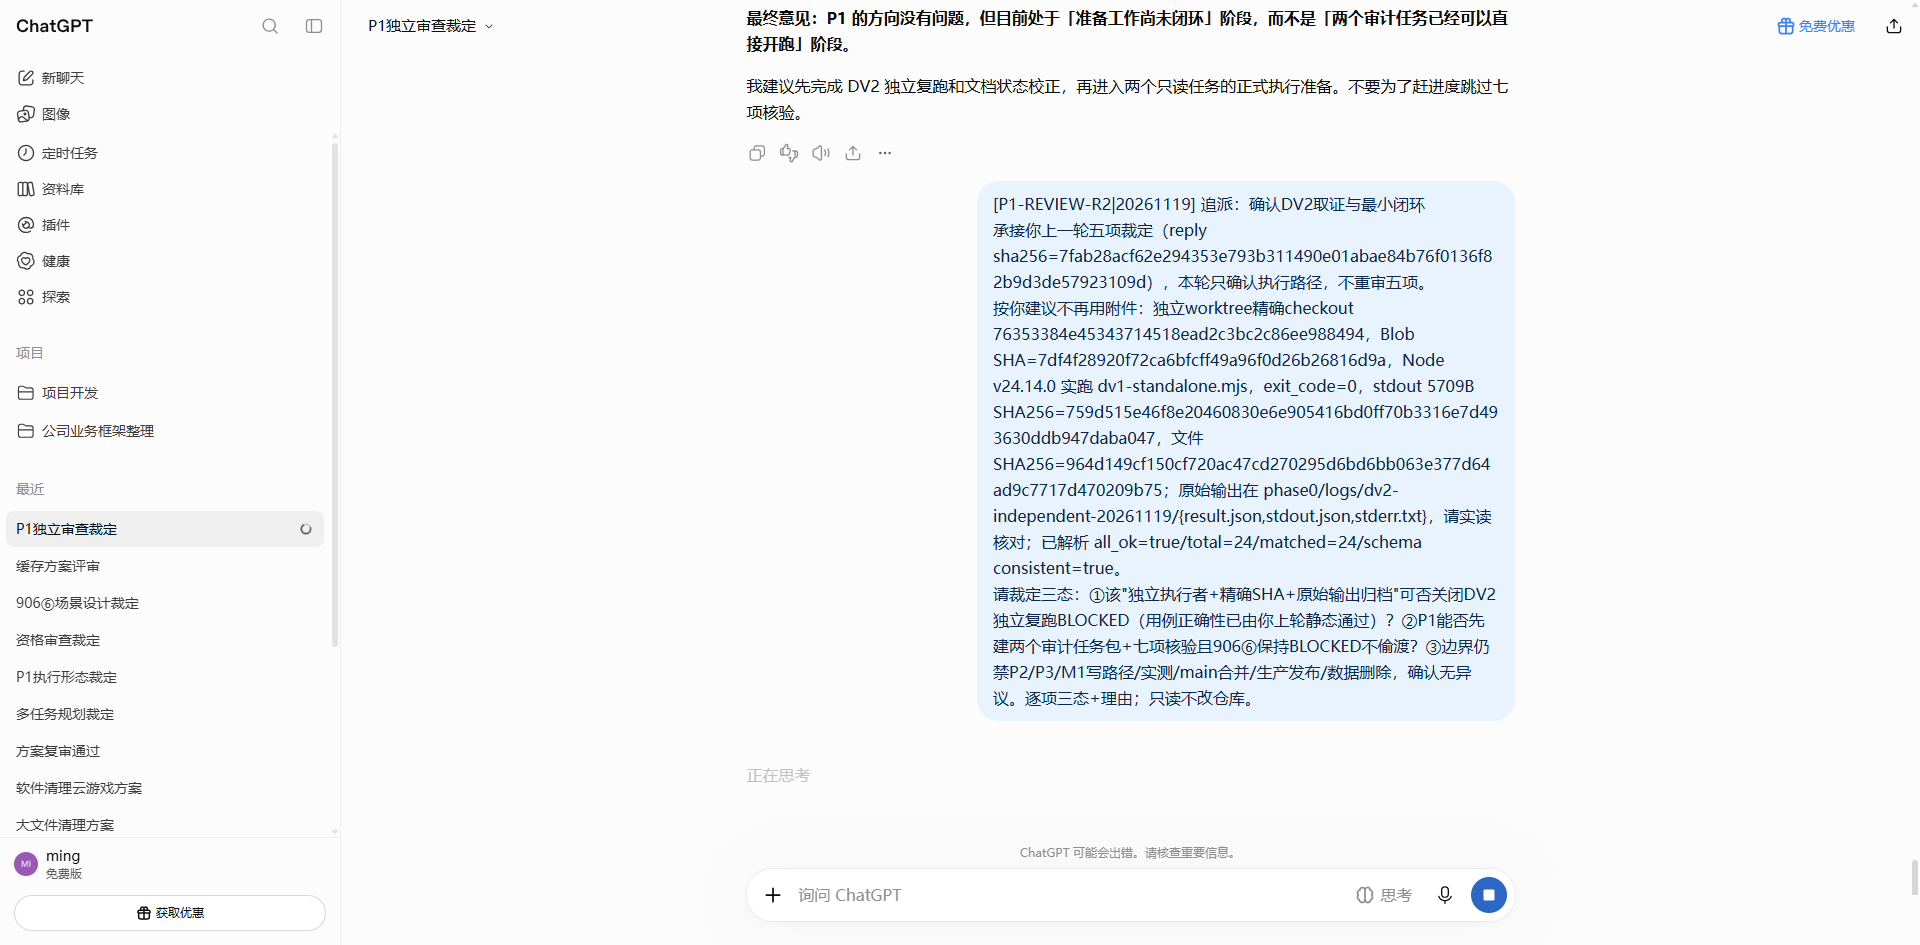 ChatGPT
新聊天
图像
定时任务
资料库
插件
健康
探索
项目
项目开发
公司业务框架整理
最近
P1独立审查裁定
缓存方案评审
906⑥场景设计裁定
资格审查裁定
P1执行形态裁定
多任务规划裁定
方案复审通过
软件清理云游戏方案
大文件清理方案
MI
ming
免费版
获取优惠
P1独立审查裁定
免费优惠
最终意见：P1 的方向没有问题，但目前处于「准备工作尚未闭环」阶段，而不是「两个审计任务已经可以直
接开跑」阶段。
我建议先完成 DV2 独立复跑和文档状态校正，再进入两个只读任务的正式执行准备。不要为了赶进度跳过七
项核验。
[P1-REVIEW-R2|20261119] 追派：确认DV2取证与最小闭环
承接你上一轮五项裁定（reply
sha256=7fab28acf62e294353e793b311490e01abae84b76f0136f8
2b9d3de57923109d），本轮只确认执行路径，不重审五项。
按你建议不再用附件：独立worktree精确checkout
76353384e45343714518ead2c3bc2c86ee988494，Blob
SHA=7df4f28920f72ca6bfcff49a96f0d26b26816d9a，Node
v24.14.0 实跑 dv1-standalone.mjs，exit_code=0，stdout 5709B
SHA256=759d515e46f8e20460830e6e905416bd0ff70b3316e7d49
3630ddb947daba047，文件
SHA256=964d149cf150cf720ac47cd270295d6bd6bb063e377d64
ad9c7717d470209b75；原始输出在 phase0/logs/dv2-
independent-20261119/{result.json,stdout.json,stderr.txt}，请实读
核对；已解析 all_ok=true/total=24/matched=24/schema
consistent=true。
请裁定三态：①该"独立执行者+精确SHA+原始输出归档"可否关闭DV2
独立复跑BLOCKED（用例正确性已由你上轮静态通过）？②P1能否先
建两个审计任务包+七项核验且906⑥保持BLOCKED不偷渡？③边界仍
禁P2/P3/M1写路径/实测/main合并/生产发布/数据删除，确认无异
议。逐项三态+理由；只读不改仓库。
正在思考
ChatGPT 可能会出错。请核查重要信息。
询问 ChatGPT
思考